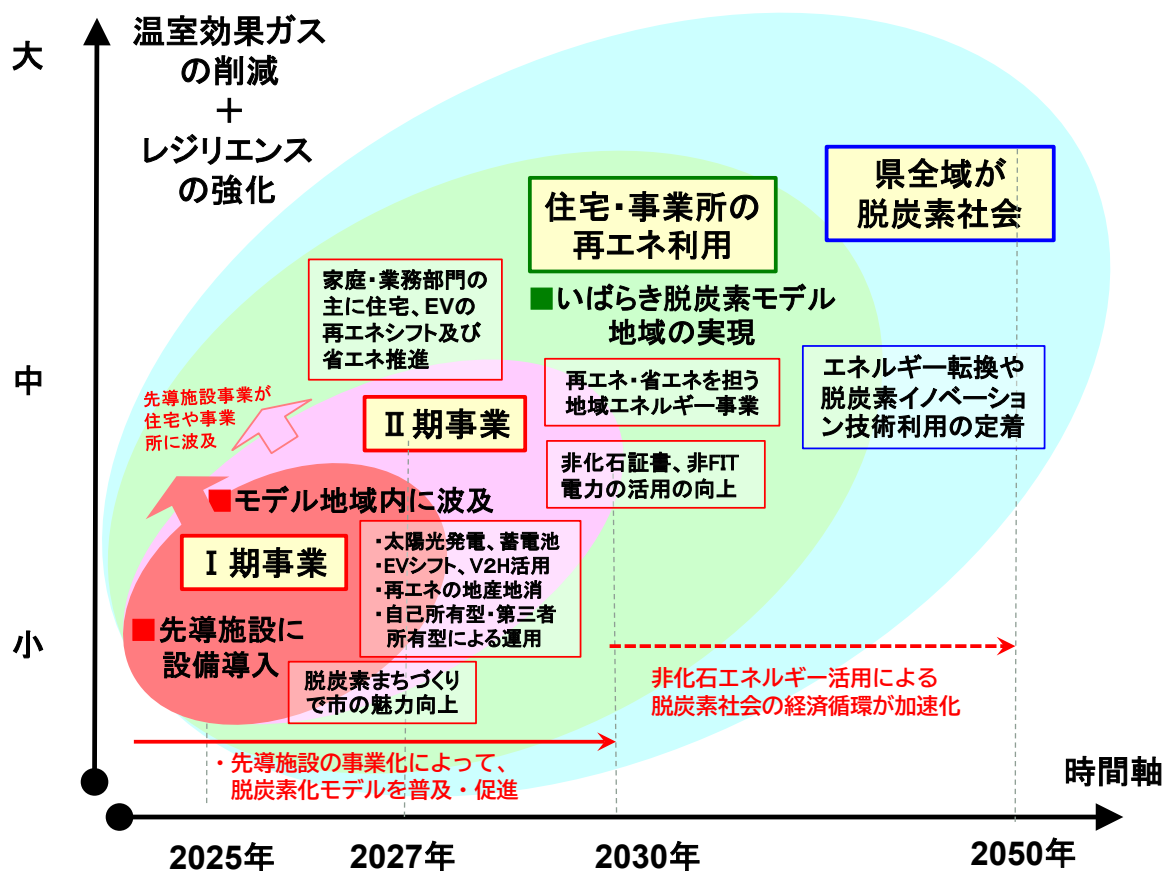 大
中
小
温室効果ガス
の削減
＋
レジリエンス
の強化
県全域が
脱炭素社会
住宅・事業所の
再エネ利用
■いばらき脱炭素モデル
地域の実現
家庭・業務部門の
主に住宅、EVの
再エネシフト及び
省エネ推進
再エネ・省エネを担う
地域エネルギー事業
エネルギー転換や
脱炭素イノベーショ
ン技術利用の定着
先導施設事業が
住宅や事業
所に波及
Ⅱ期事業
非化石証書、非FIT
電力の活用の向上
■モデル地域内に波及
Ⅰ期事業
・太陽光発電、蓄電池
・EVシフト、V2H活用
・再エネの地産地消
・自己所有型・第三者
所有型による運用
■先導施設に
設備導入
脱炭素まちづくり
で市の魅力向上
非化石エネルギー活用による
脱炭素社会の経済循環が加速化
・先導施設の事業化によって、
脱炭素化モデルを普及・促進
時間軸
2025年
2027年
2030年
2050年